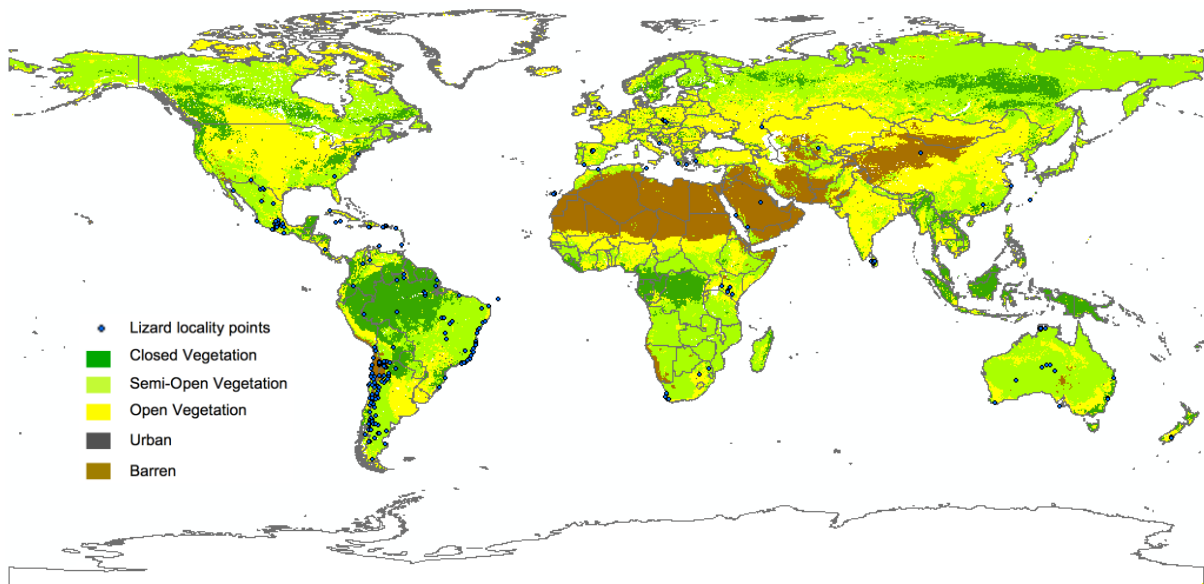 Lizard locality points
Closed Vegetation
Semi-Open Vegetation
Open Vegetation
Urban
Barren